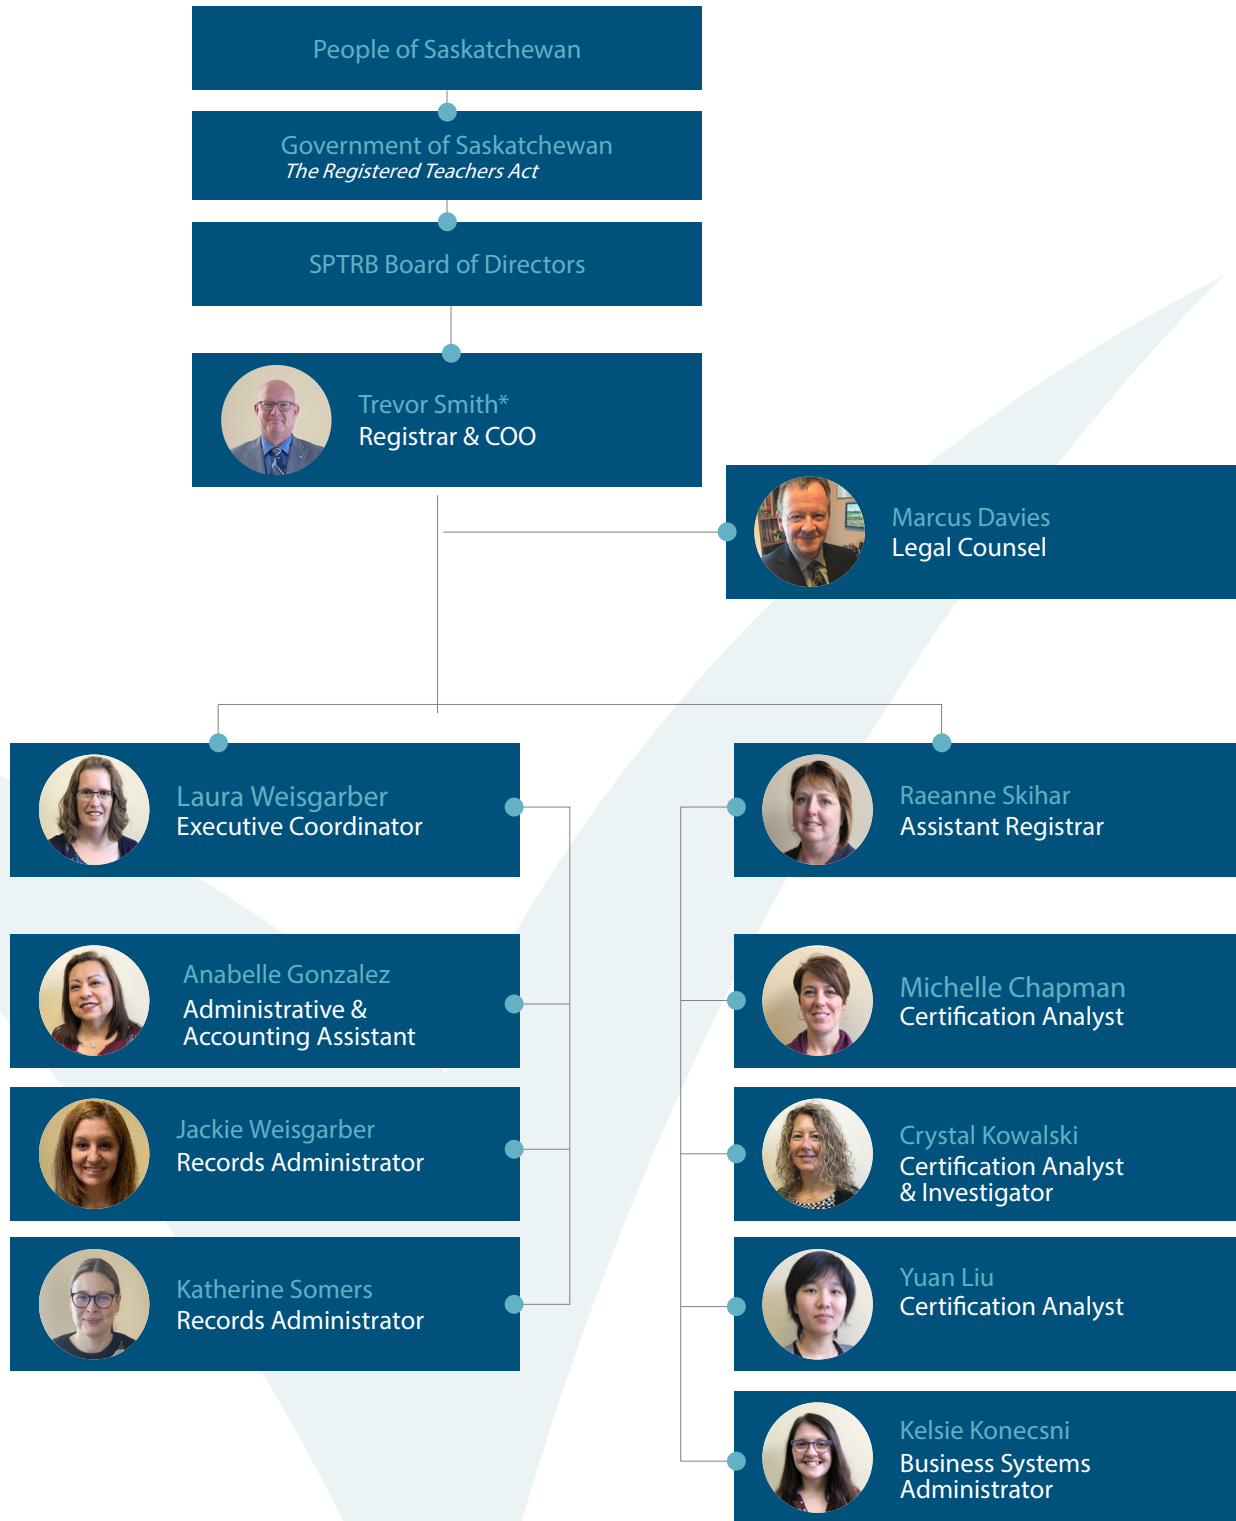 People of Saskatchewan
Government of Saskatchewan
The Registered Teachers Act
SPTRB Board of Directors
Trevor Smith*
Registrar & COO
Marcus Davies
Legal Counsel
Laura Weisgarber
Executive Coordinator
Raeanne Skihar
Assistant Registrar
Anabelle Gonzalez
Administrative &
Accounting Assistant
Michelle Chapman
Certification Analyst
Jackie Weisgarber
Records Administrator
Crystal Kowalski
Certification Analyst
& Investigator
Katherine Somers
Records Administrator
Yuan Liu
Certification Analyst
Kelsie Konecsni
Business Systems
Administrator